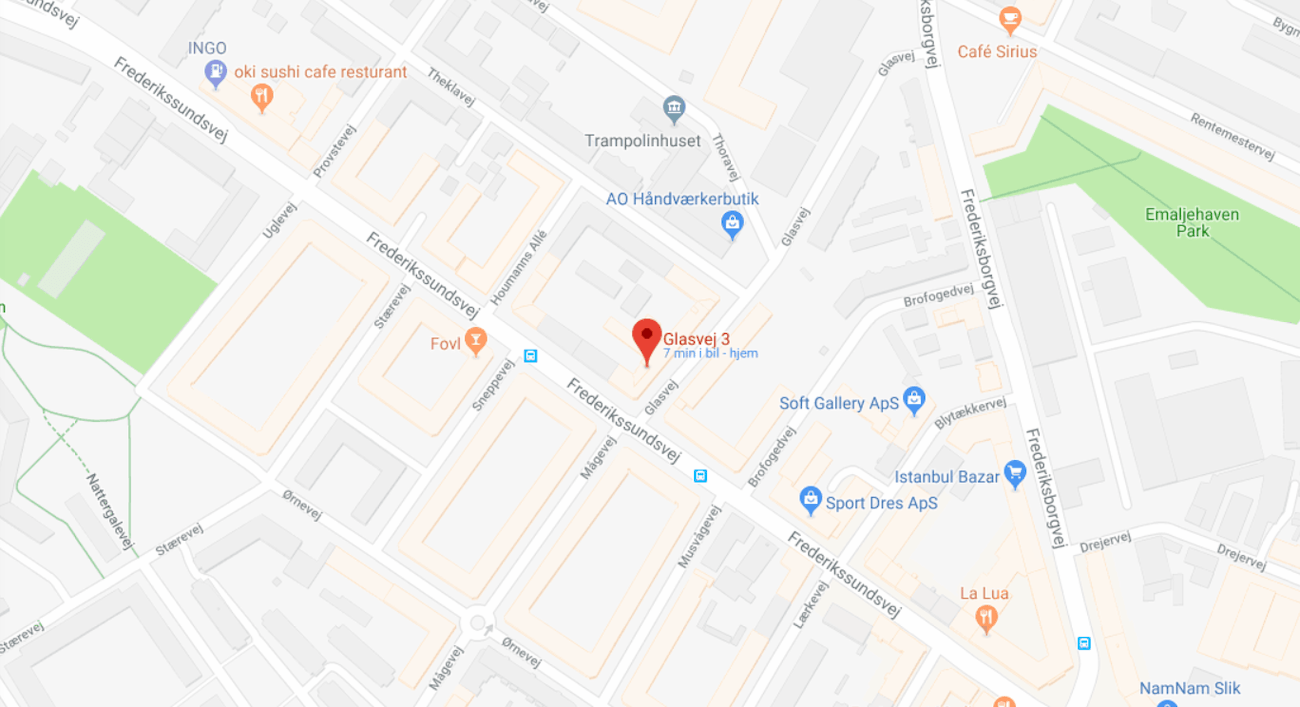 sundsvej
INGO
oki sushi cafe resturant
Frederikssundsvej
Theklavej
Provstevej
Trampolinhuset
Thoravej
Glasvej
ksborgvej
Café Sirius
Bygn
Rentemestervej
AO Håndværkerbutik
Glasvej
Emaljehaven
Park
Uglevej
Frederikssundsvej
Houmanns Allé
Stærevej
Frederiksborgvej
Brofogedvej
Fovl
Glasvej 3
7 min i bil - hjem
Sneppevej
Glasvej
Frederikssundsvej
Soft Gallery ApS
Blytækkervej
Mågevej
Brofogedvej
Istanbul Bazar
Frederiksborgvej
Sport Dres ApS
Nattergalevej
Ørnevej
Stærevej
Musvågevej
Frederikssundsvej
Drejervej
Drejervej
La Lua
Lærkevej
Stærevej
Ørnevej
Mågevej
NamNam Slik